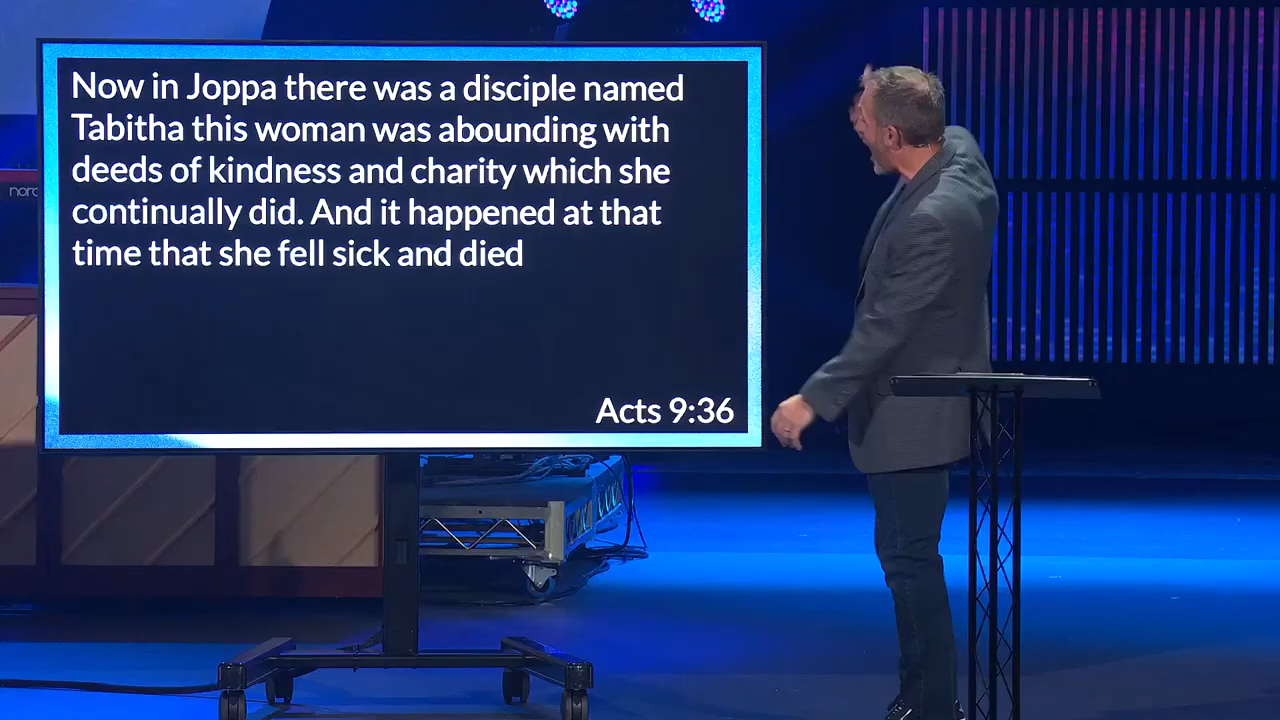 Now in Joppa there was a disciple named
Tabitha this woman was abounding with
deeds of kindness and charity which she
continually did. And it happened at that
time that she fell sick and died
Acts 9:36
nord